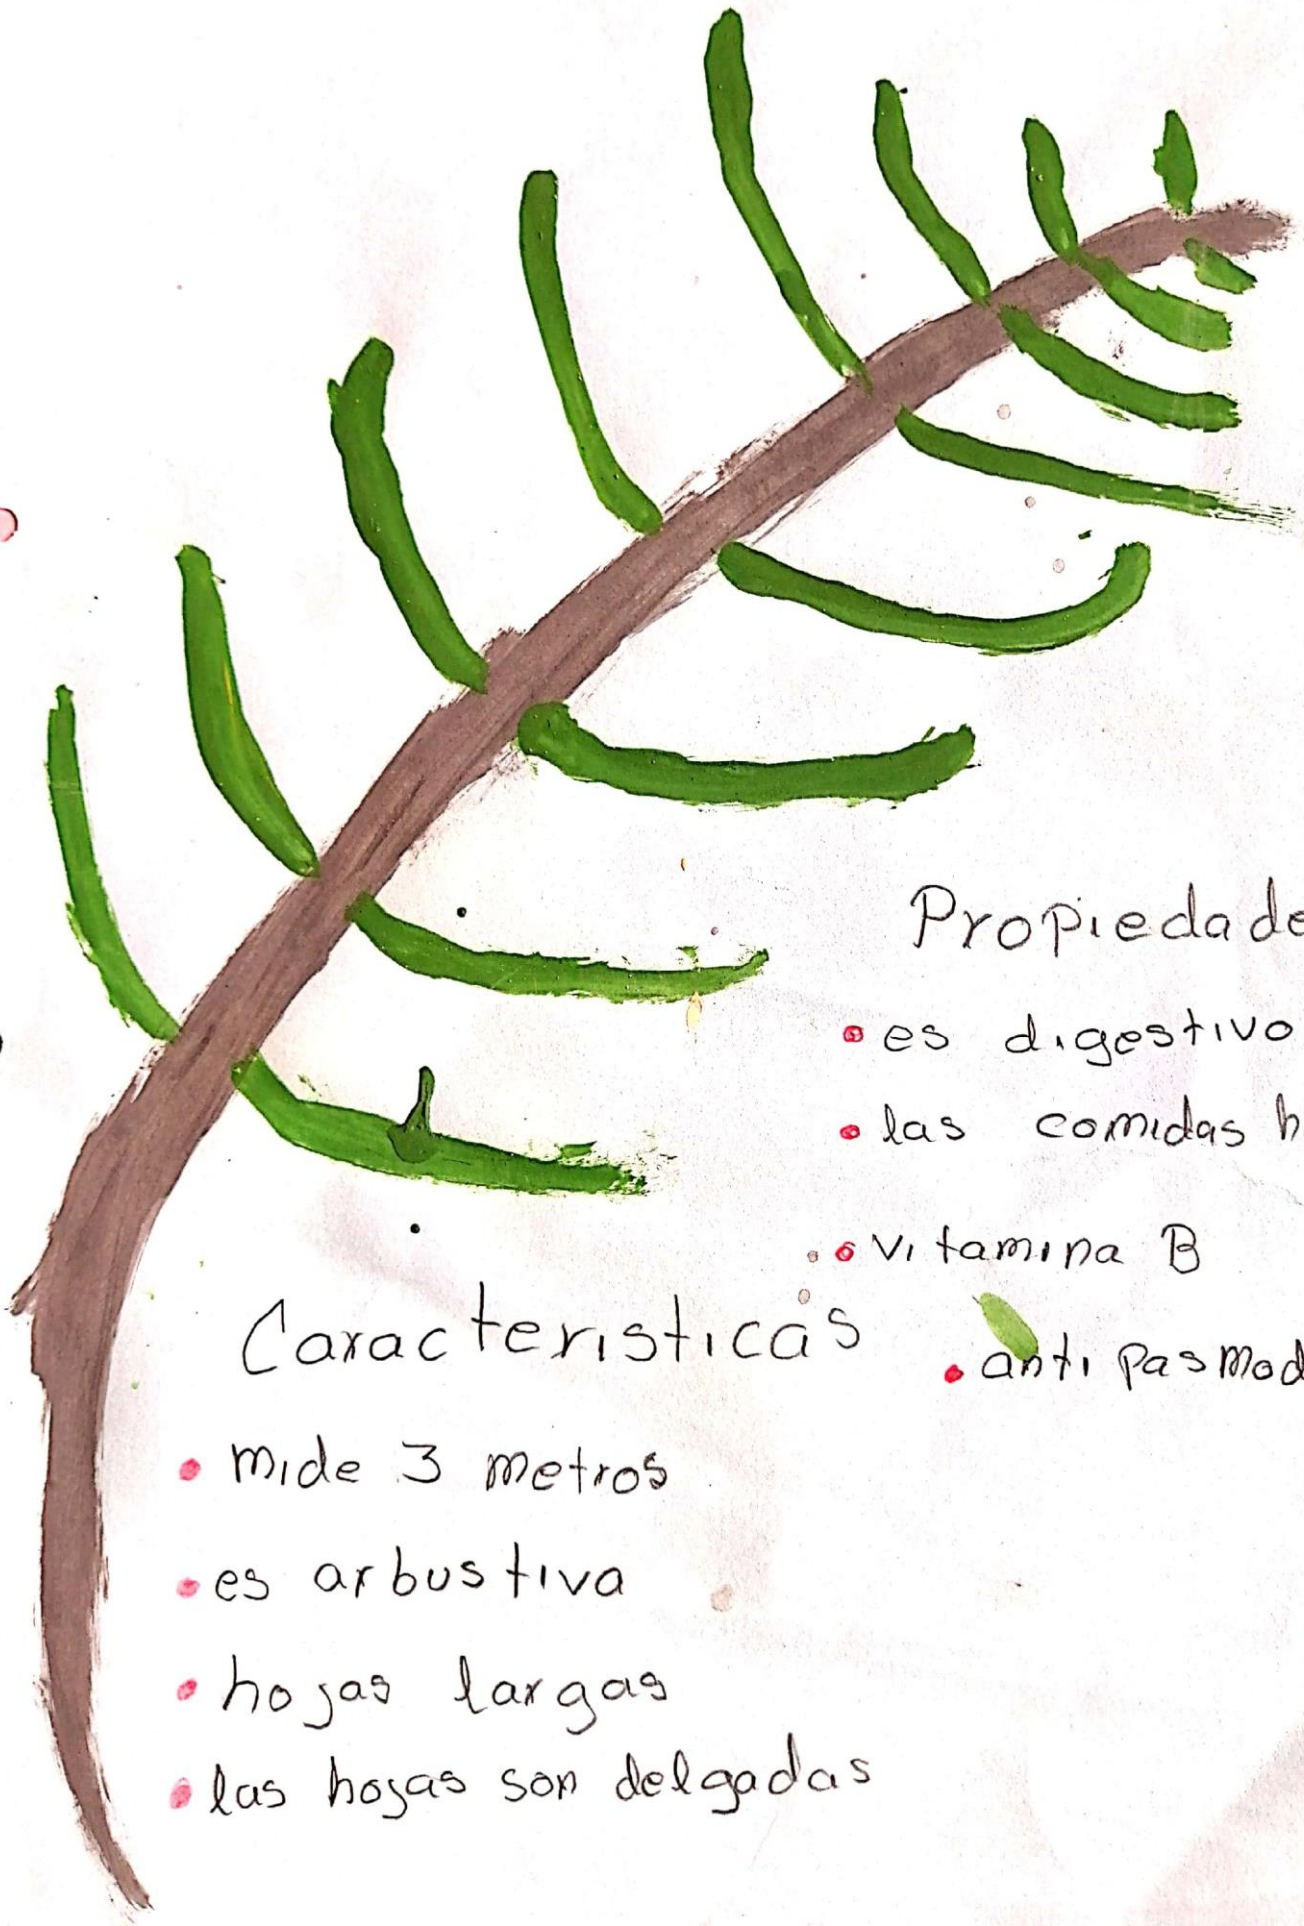 Propiedade
es digestivo
las comidas h
vitamina B
antipasmod
Caracteristicas
mide 3 metros
es arbustiva
hojas largas
las hojas son delgadas